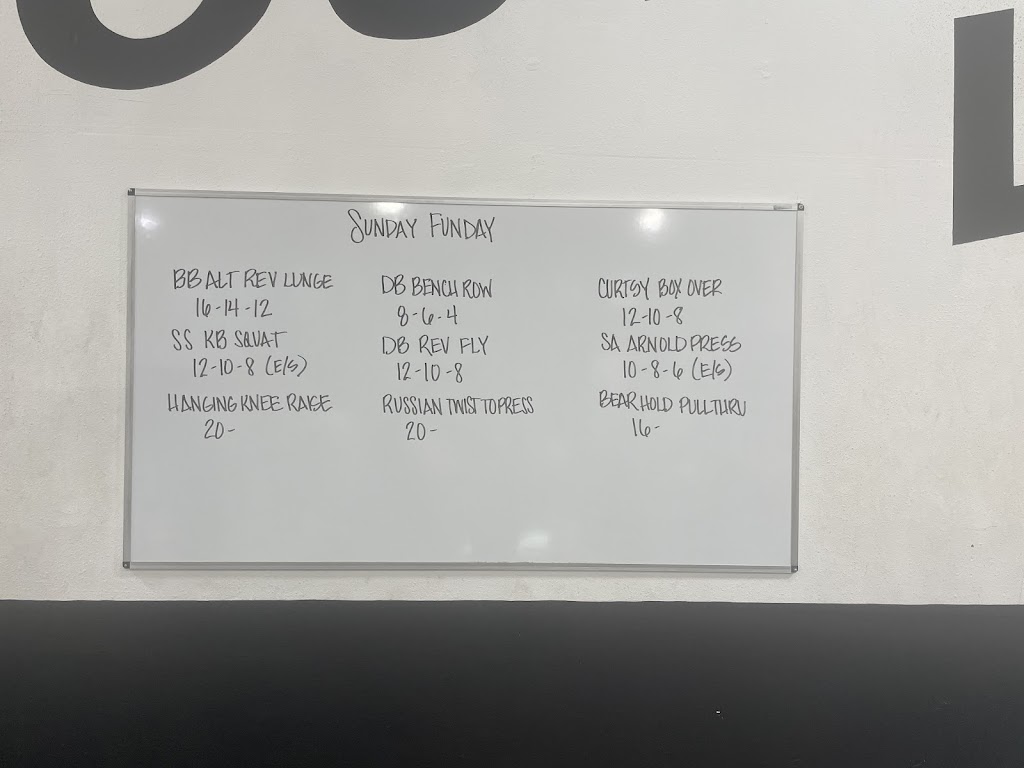 SUNDAY FUNDAY
BB ALT REV LUNGE
16-14-12
SS KB SQUAT
12-10-8 (E/S)
HANGING KNEE RAISE
20-
DB BENCH ROW
8-6-4
DB REV FLY
12-10-8
RUSSIAN TWIST TO PRESS
20-
CURTSY BOX OVER
12-10-8
SA ARNOLD PRESS
10-8-6 (E/S)
BEAR HOLD PULL THRU
16-